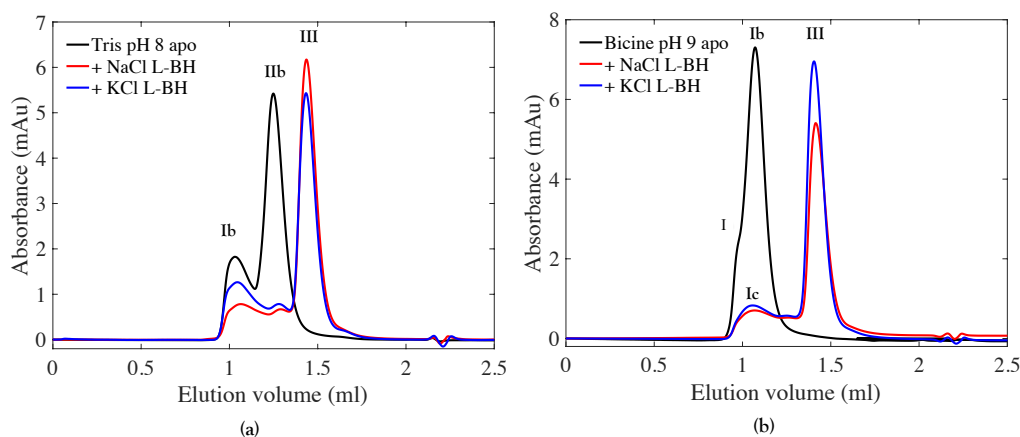 7
6
5
4
3
2
1
0
Absorbance (mAu)
Tris pH 8 apo
+ NaCl L-BH
+ KCl L-BH
Ib
IIb
III
0 0.5 1 1.5 2 2.5
Elution volume (ml)
(a)
8
6
4
2
0
Absorbance (mAu)
Bicine pH 9 apo
+ NaCl L-BH
+ KCl L-BH
Ib
III
I
Ic
0 0.5 1 1.5 2 2.5
Elution volume (ml)
(b)